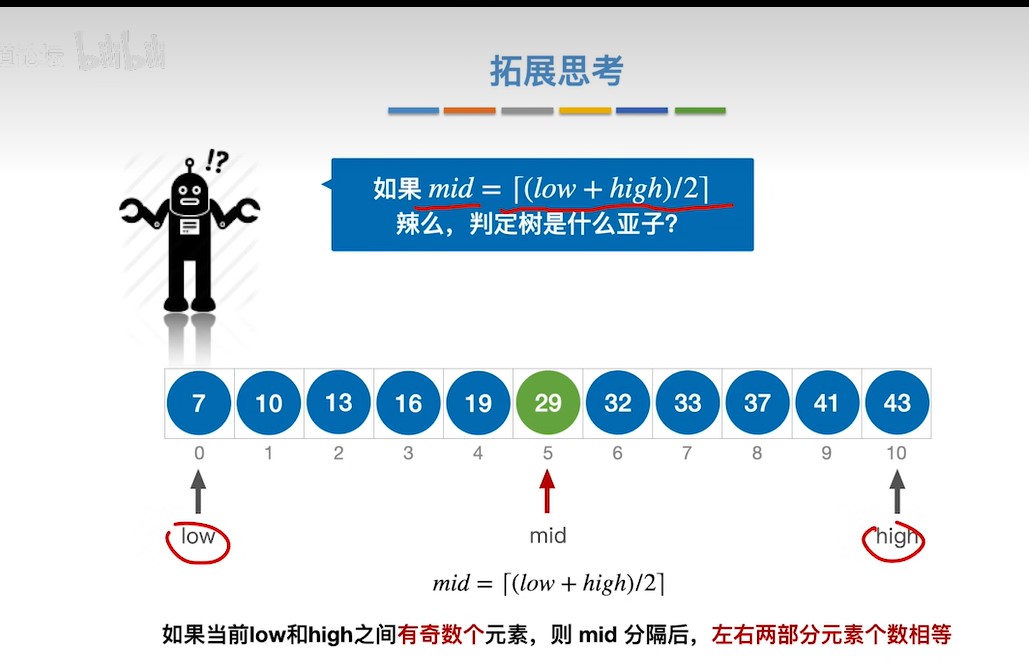 bilibili
拓展思考
!?
如果 mid = ⌈(low + high)/2⌉
辣么，判定树是什么亚子？
7 10 13 16 19 29 32 33 37 41 43
0 1 2 3 4 5 6 7 8 9 10
low mid high
mid = ⌈(low + high)/2⌉
如果当前low和high之间有奇数个元素，则 mid 分隔后，左右两部分元素个数相等